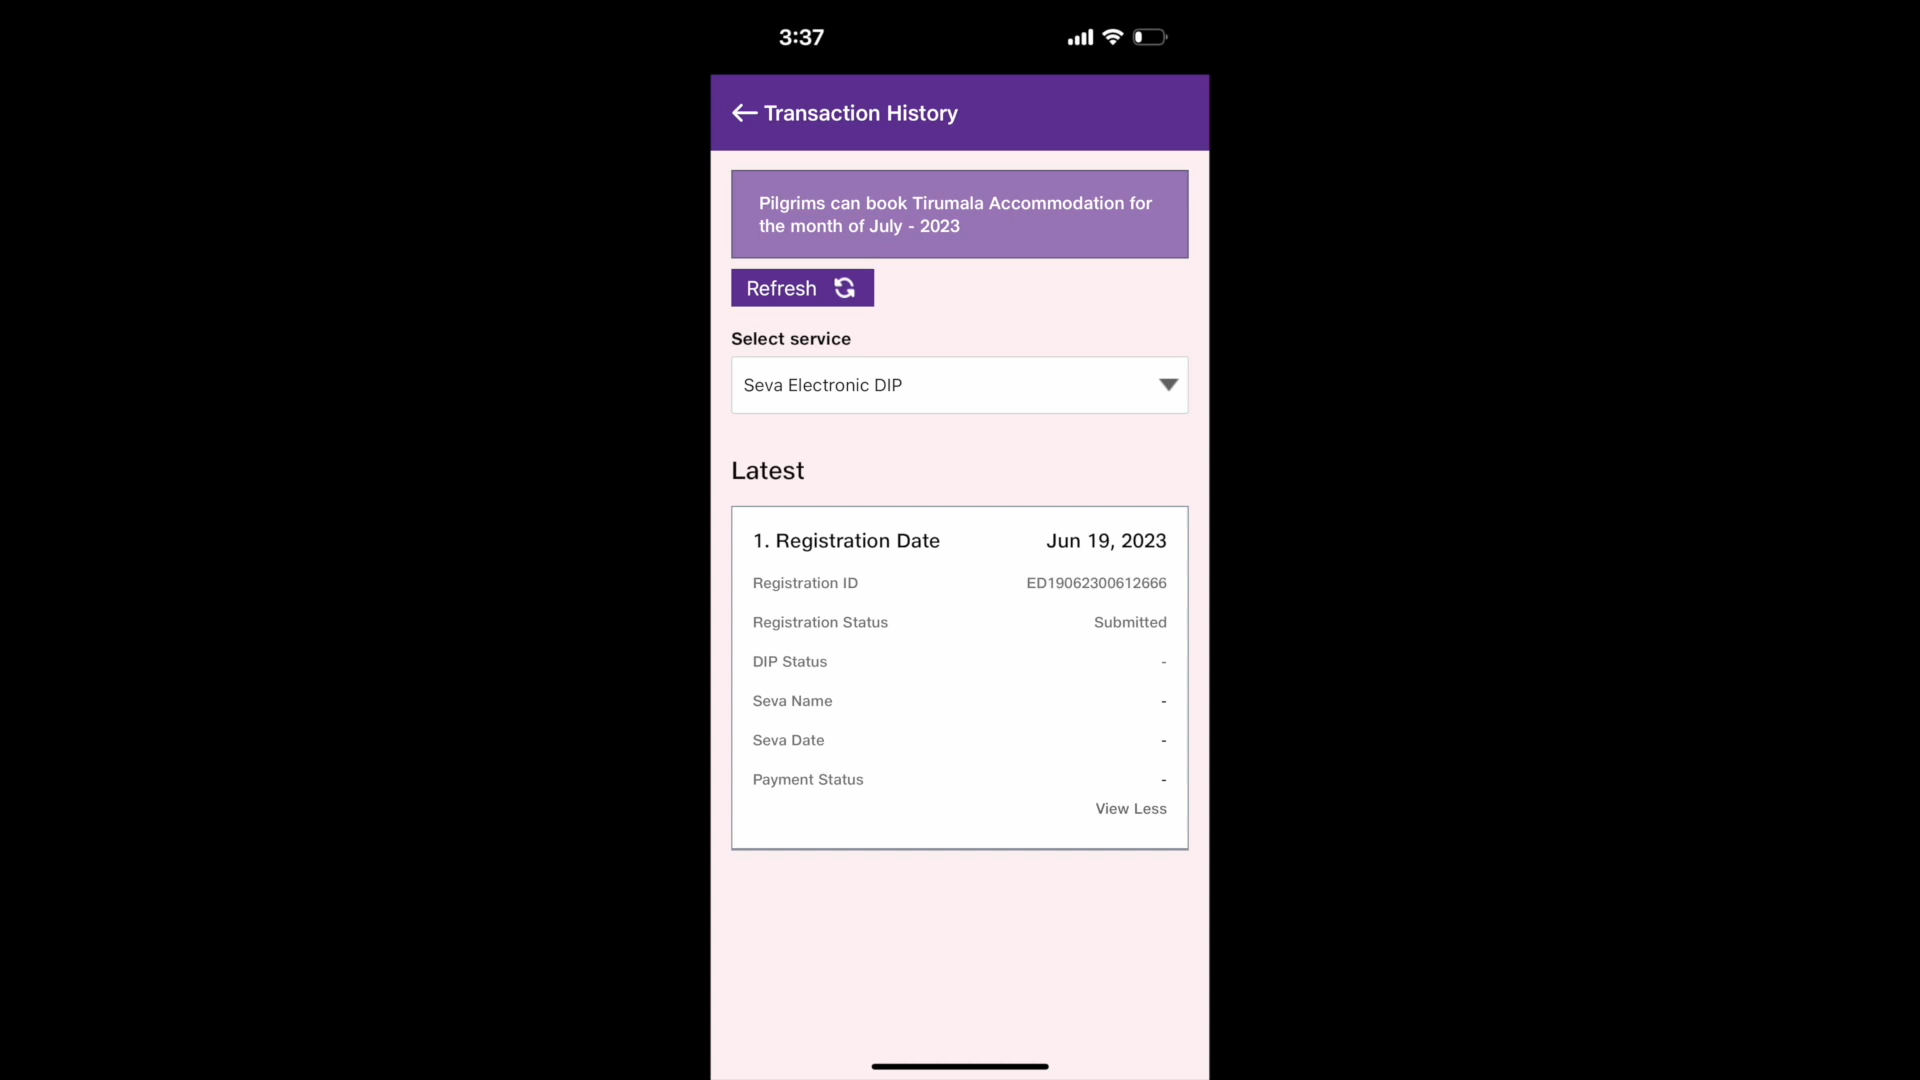 3:37
Transaction History
Pilgrims can book Tirumala Accommodation for
the month of July - 2023
Refresh
Select service
Seva Electronic DIP
Latest
1. Registration Date Jun 19, 2023
Registration ID ED19062300612666
Registration Status Submitted
DIP Status -
Seva Name -
Seva Date -
Payment Status -
View Less